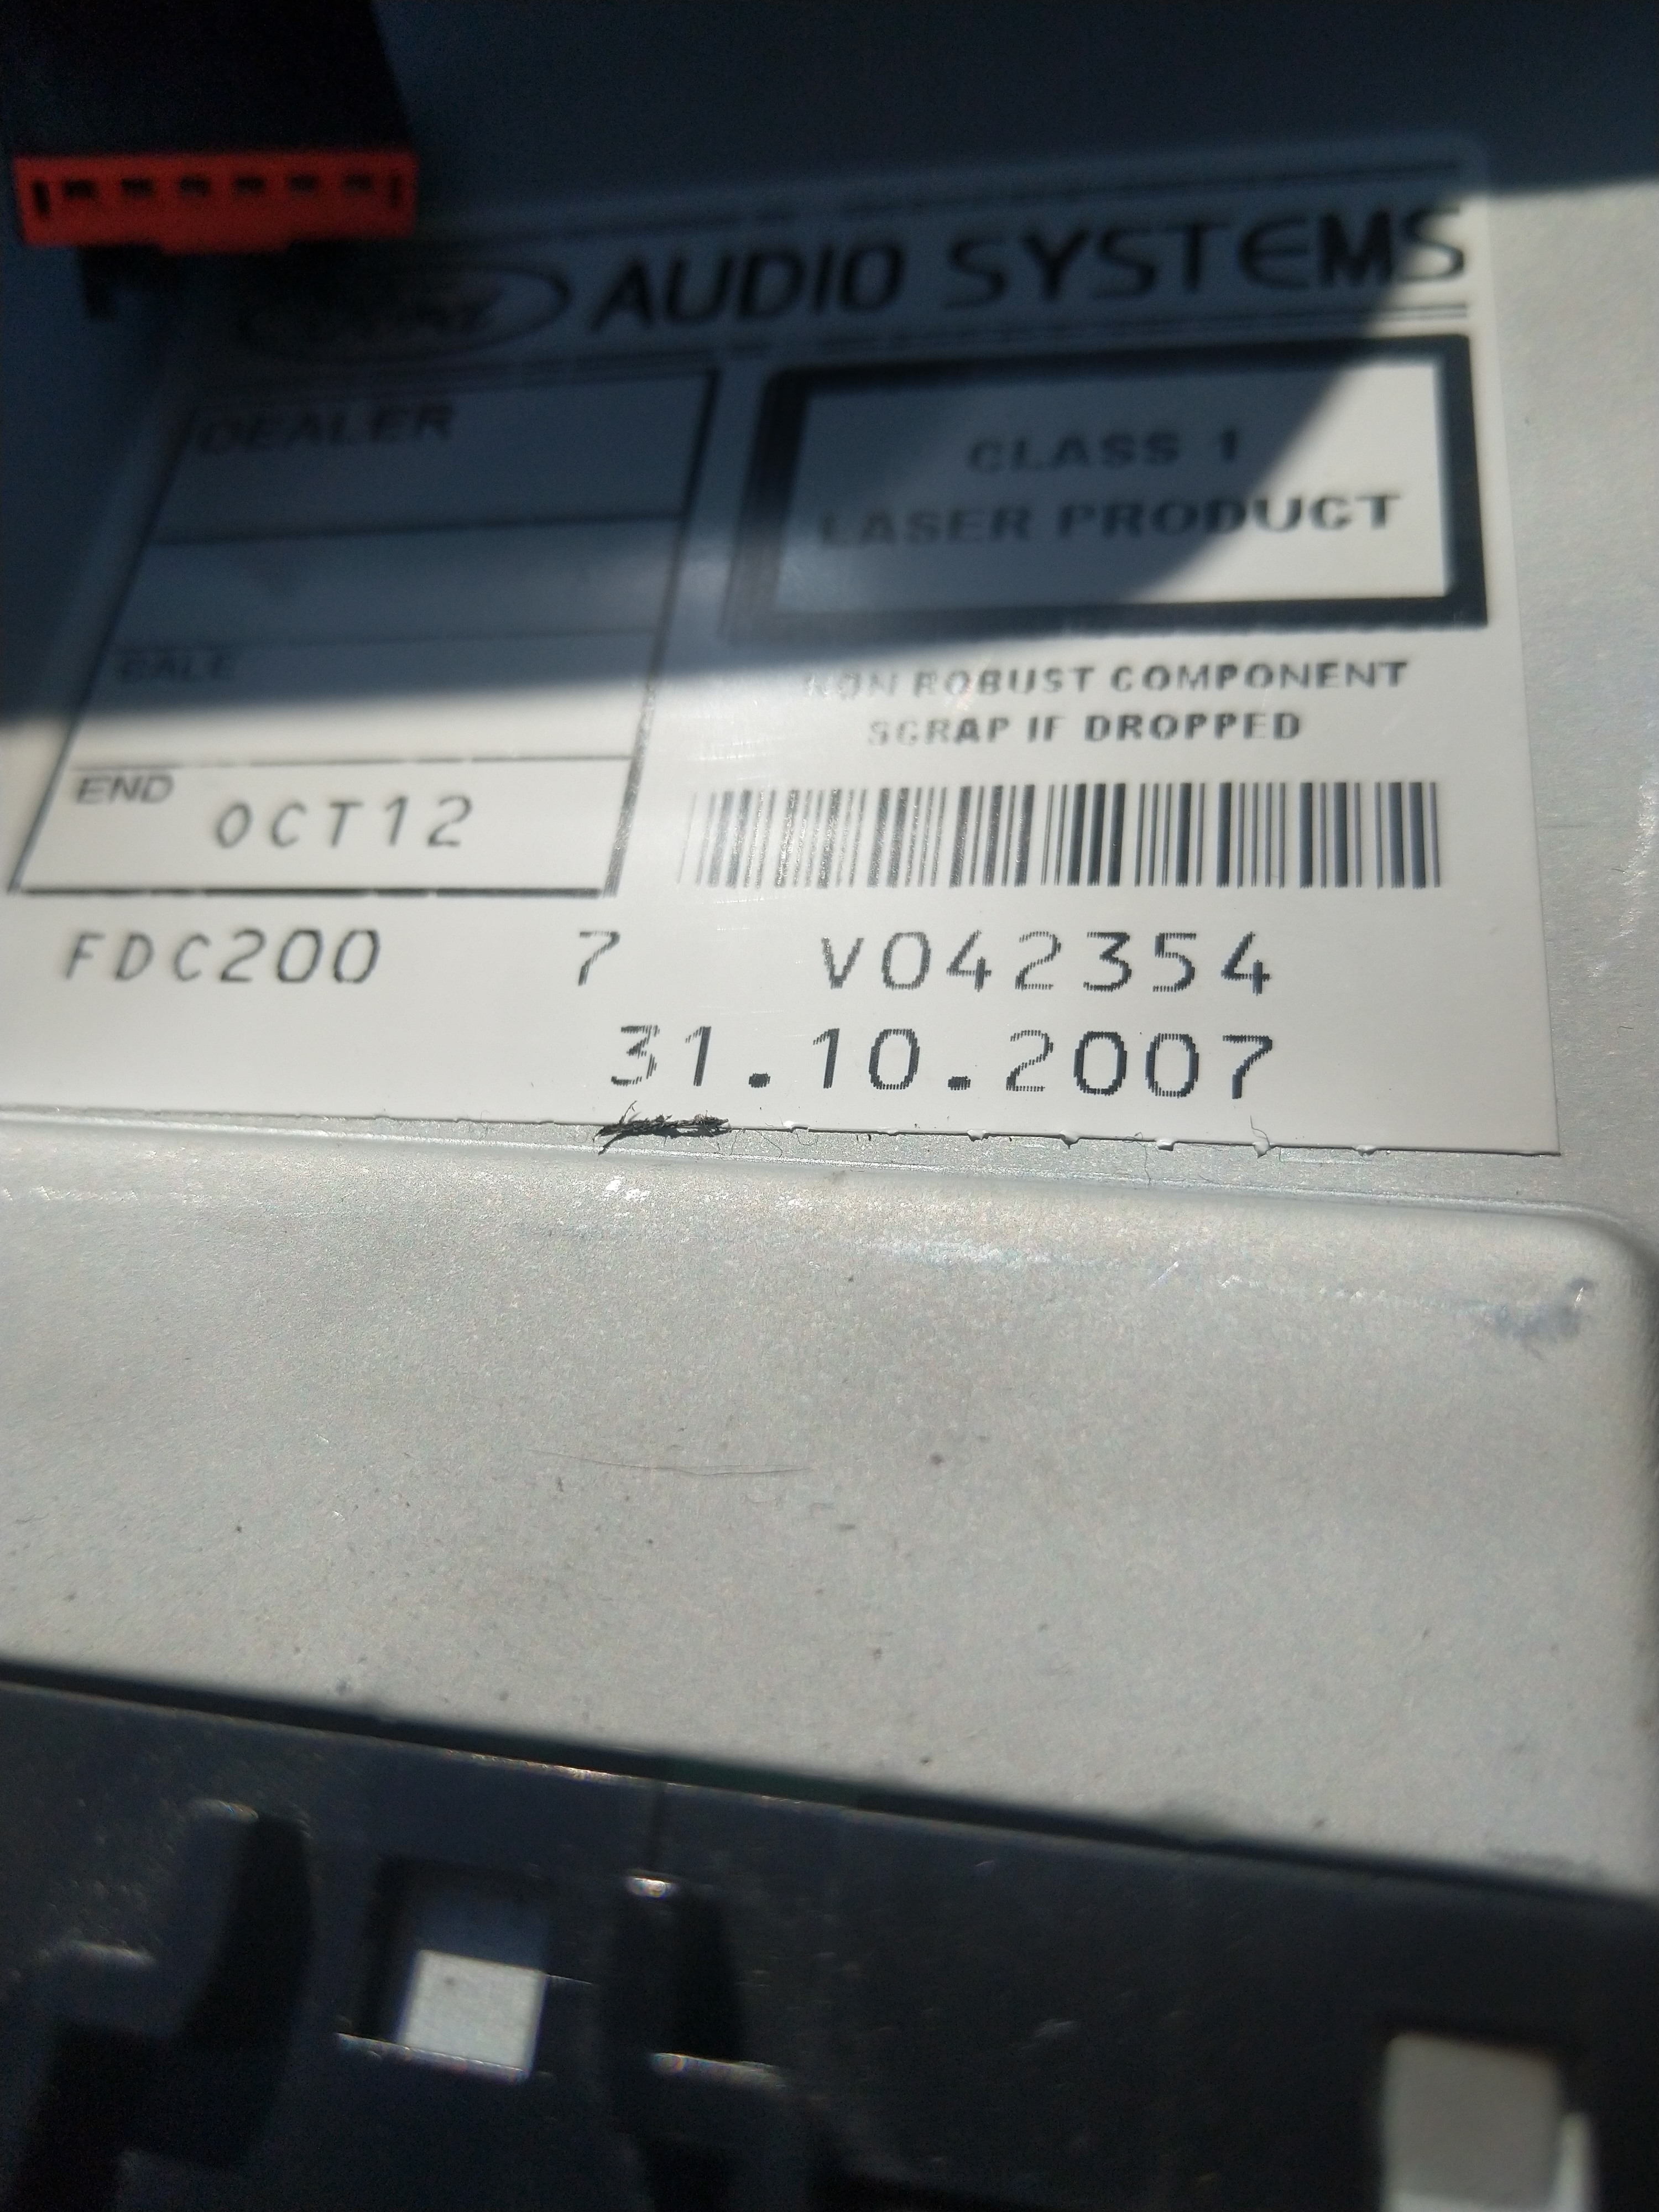 AUDIO SYSTEMS
DEALER
CLASS 1
LASER PRODUCT
SALE
NON ROBUST COMPONENT
SCRAP IF DROPPED
END OCT12
FDC200 7 V042354
31.10.2007